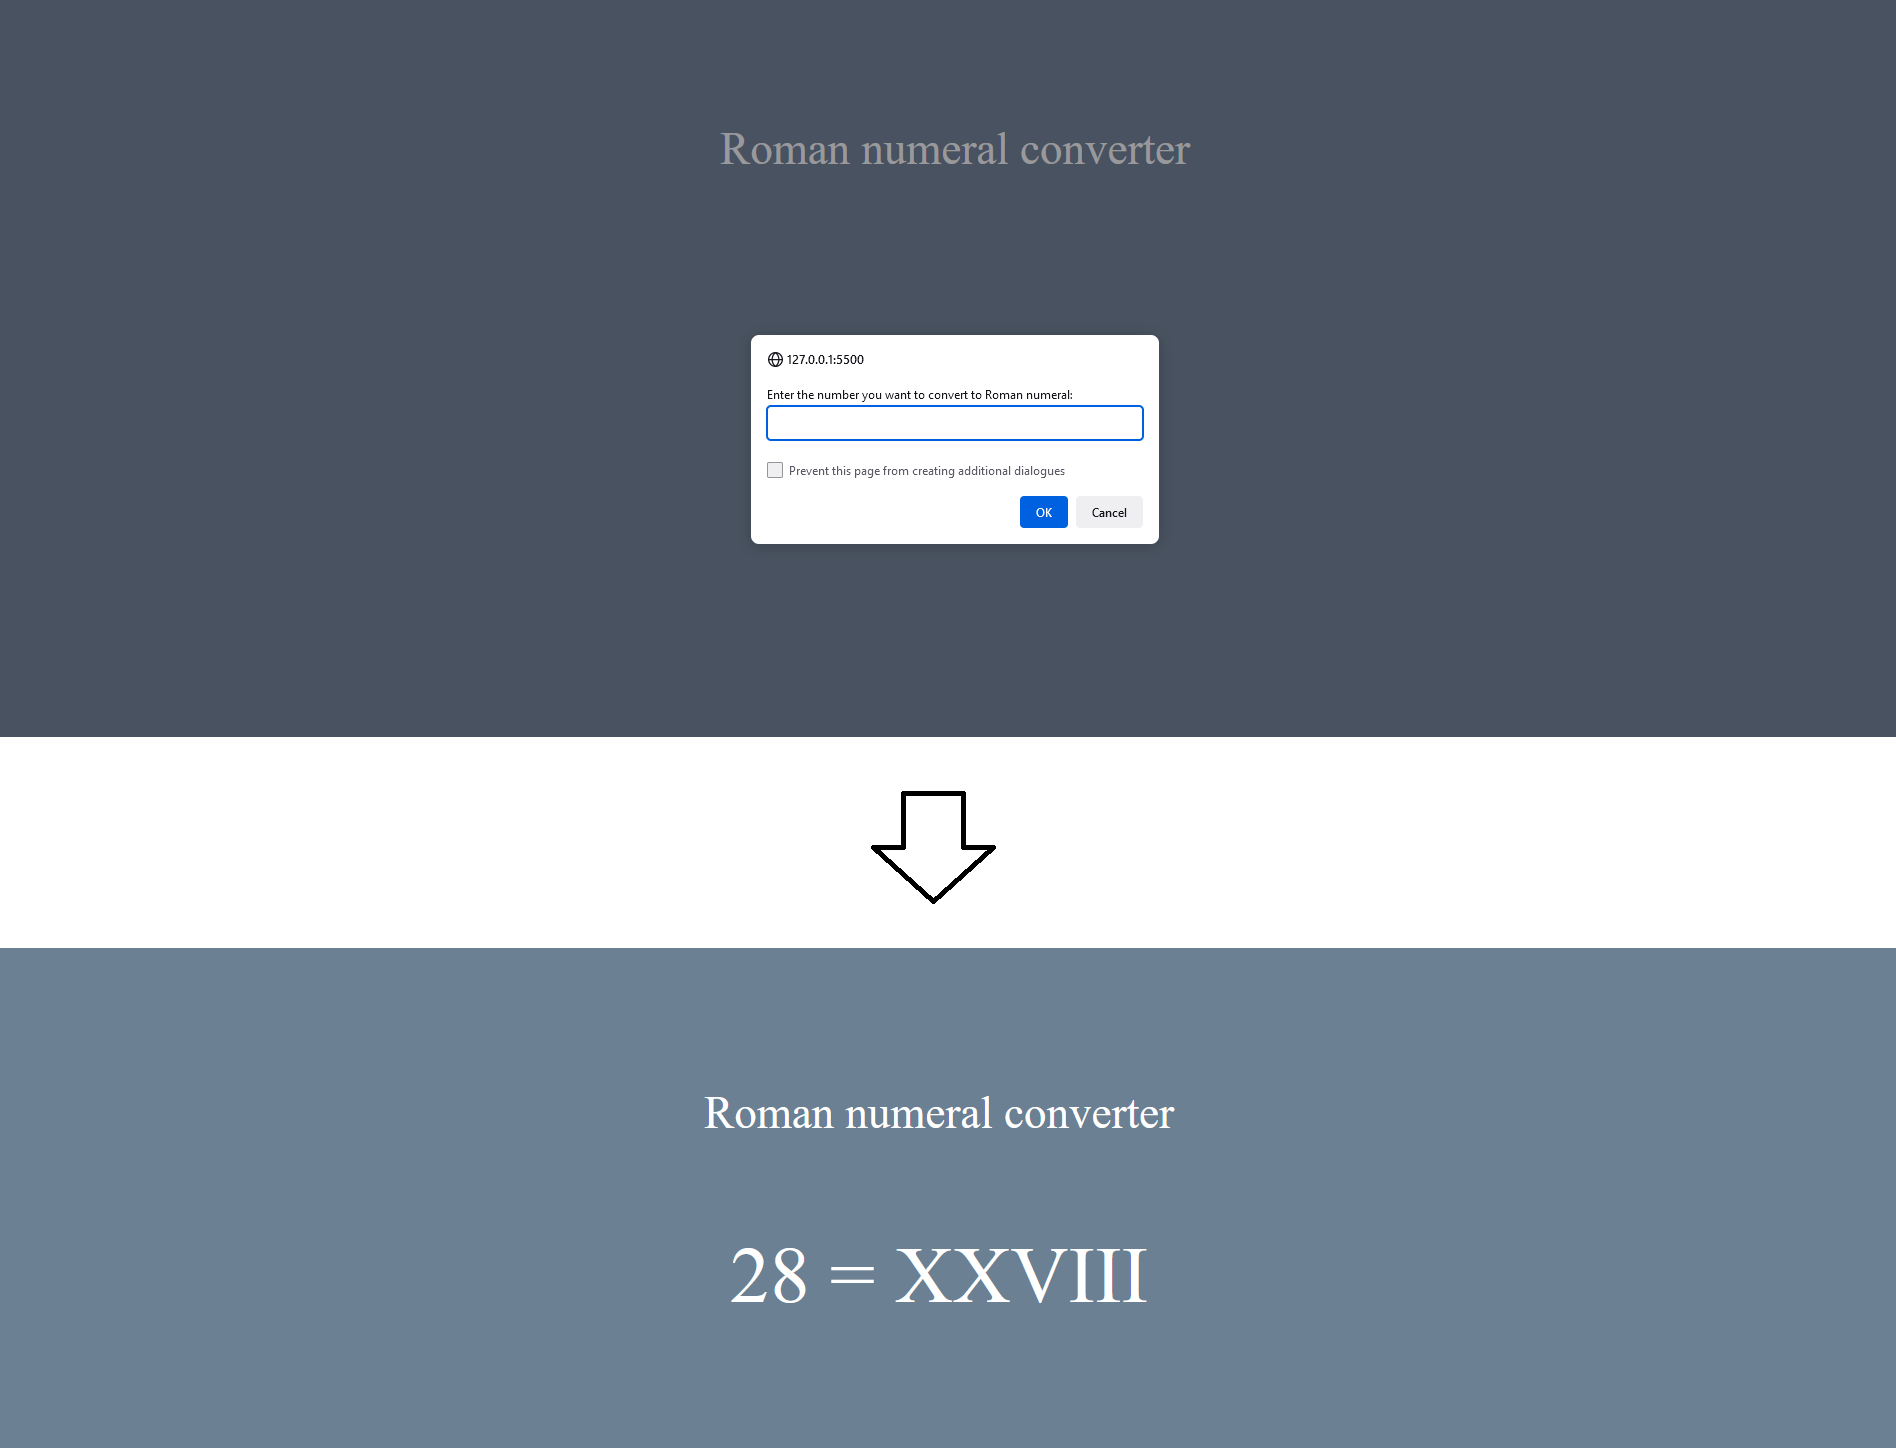 Roman numeral converter
127.0.0.1:5500
Enter the number you want to convert to Roman numeral:
Prevent this page from creating additional dialogues
OK Cancel
Roman numeral converter
28 = XXVIII